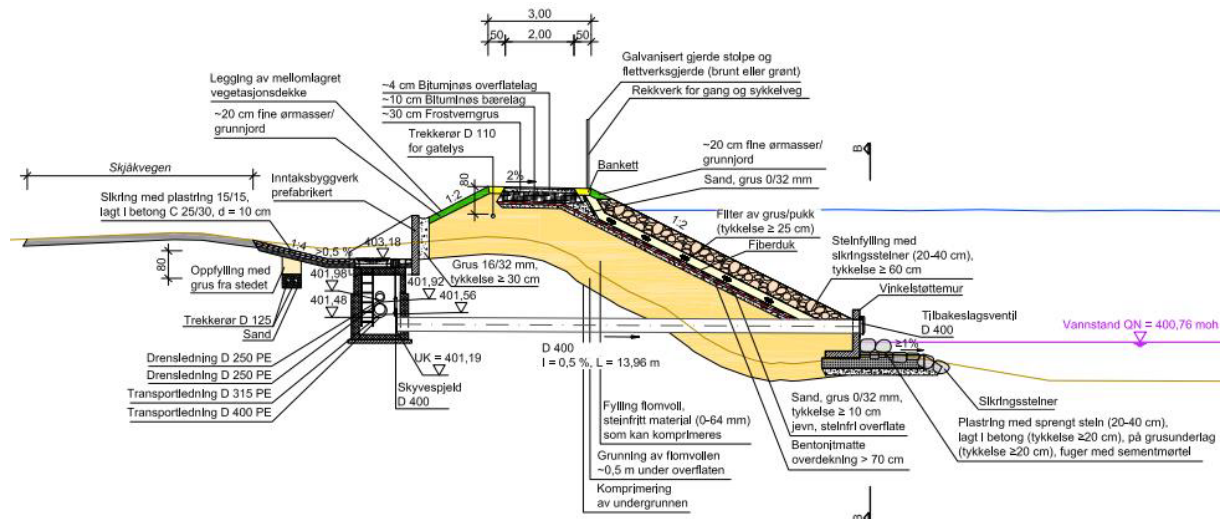 3,00
50
2,00
50
Galvanisert gjerde stolpe og
flettverksgjerde (brunt eller grønt)
Rekkverk for gang og sykkelveg
Legging av mellomlagret
vegetasjonsdekke
~20 cm fine ørmasser/
grunnjord
~4 cm Bituminøs overflatelag
~10 cm Bituminøs bærelag
~30 cm Frostverngrus
Trekkerør D 110
for gatelys
80
2%
1:2
~20 cm fine ørmasser/
grunnjord
Bankett
Sand, grus 0/32 mm
B
Skjåkvegen
Sikring med plastring 15/15,
lagt i betong C 25/30, d = 10 cm
Inntaksbyggverk
prefabrikert
1:2
Filter av grus/pukk
(tykkelse ≥ 25 cm)
Fiberduk
Steinfylling med
sikringssteiner (20-40 cm),
tykkelse ≥ 60 cm
Vinkelstøttemur
Tilbakeslagsventil
D 400
Vannstand QN = 400,76 moh.
1:4
>0,5 %
403,18
80
Oppfylling med
grus fra stedet
401,98
401,48
Grus 16/32 mm,
tykkelse ≥ 30 cm
401,92
401,56
Trekkerør D 125
Sand
≥1%
D 400
I = 0,5 %, L = 13,96 m
Drensledning D 250 PE
Drensledning D 250 PE
Transportledning D 315 PE
Transportledning D 400 PE
UK = 401,19
Skyvespjeld
D 400
Fylling flomvoll,
steinfritt material (0-64 mm)
som kan komprimeres
Grunning av flomvollen
~0,5 m under overflaten
Komprimering
av undergrunnen
Sand, grus 0/32 mm,
tykkelse ≥ 10 cm
jevn, steinfri overflate
Bentonitmatte
overdekning > 70 cm
Sikringssteiner
Plastring med sprengt stein (20-40 cm),
lagt i betong (tykkelse ≥20 cm), på grusunderlag
(tykkelse ≥20 cm), fuger med sementmørtel
B